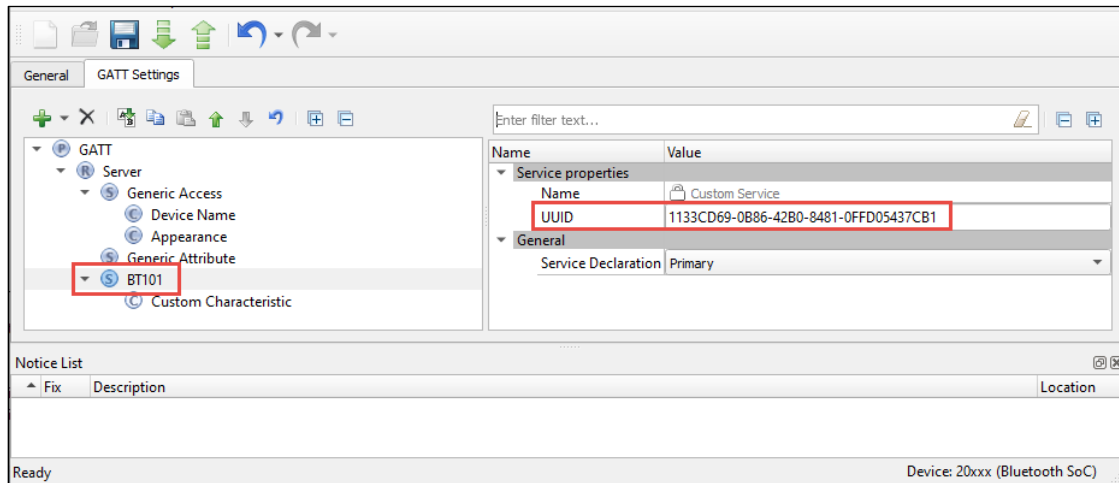 General GATT Settings
Enter filter text...
GATT
Server
Generic Access
Device Name
Appearance
Generic Attribute
BT101
Custom Characteristic
Name Value
Service properties
Name Custom Service
UUID 1133CD69-0B86-42B0-8481-0FFD05437CB1
General
Service Declaration Primary
Notice List
Fix Description Location
Ready Device: 20xxx (Bluetooth SoC)